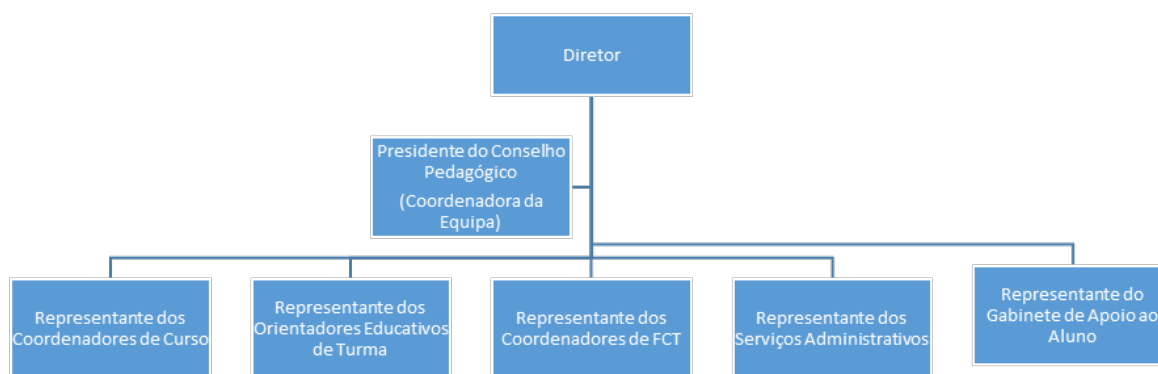 Diretor
Presidente do Conselho
Pedagógico
(Coordenadora da
Equipa)
Representante dos
Coordenadores de Curso
Representante dos
Orientadores Educativos
de Turma
Representante dos
Coordenadores de FCT
Representante dos
Serviços Administrativos
Representante do
Gabinete de Apoio ao
Aluno